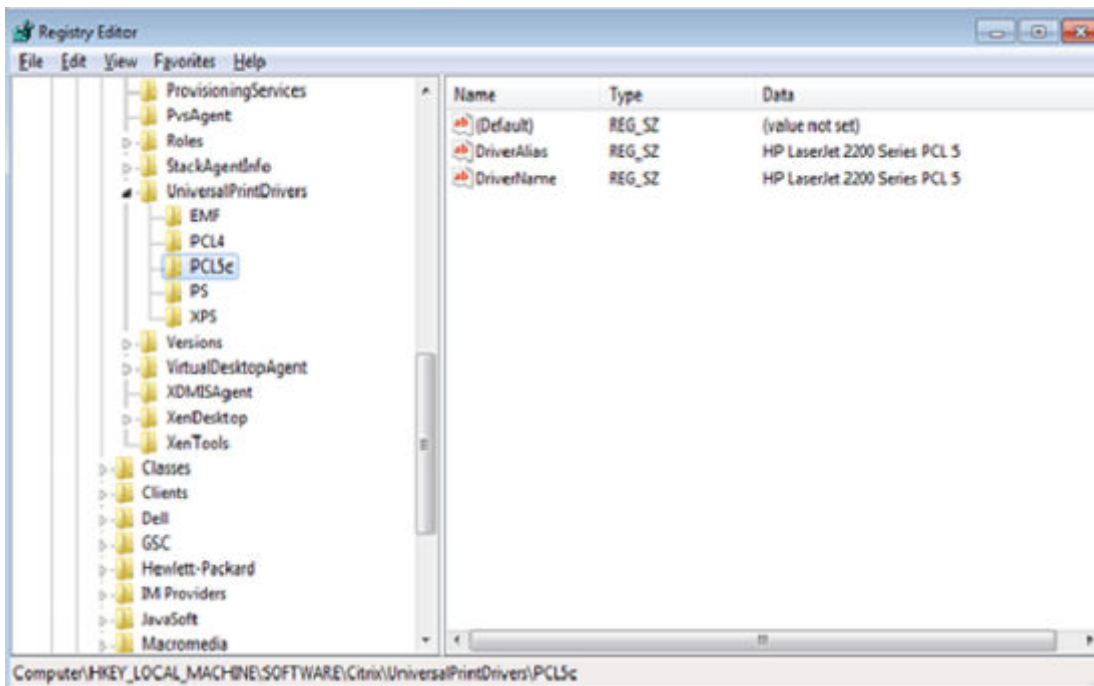 Registry Editor
File Edit View Favorites Help
ProvisioningServices
PvsAgent
Roles
StackAgentInfo
UniversalPrintDrivers
EMF
PCL4
PCL5c
PS
XPS
Versions
VirtualDesktopAgent
XDMISAgent
XenDesktop
XenTools
Classes
Clients
Dell
GSC
Hewlett-Packard
IM Providers
JavaSoft
Macromedia
Name Type Data
ab (Default) REG_SZ (value not set)
ab DriverAlias REG_SZ HP LaserJet 2200 Series PCL 5
ab DriverName REG_SZ HP LaserJet 2200 Series PCL 5
Computer\HKEY_LOCAL_MACHINE\SOFTWARE\Citrix\UniversalPrintDrivers\PCL5c